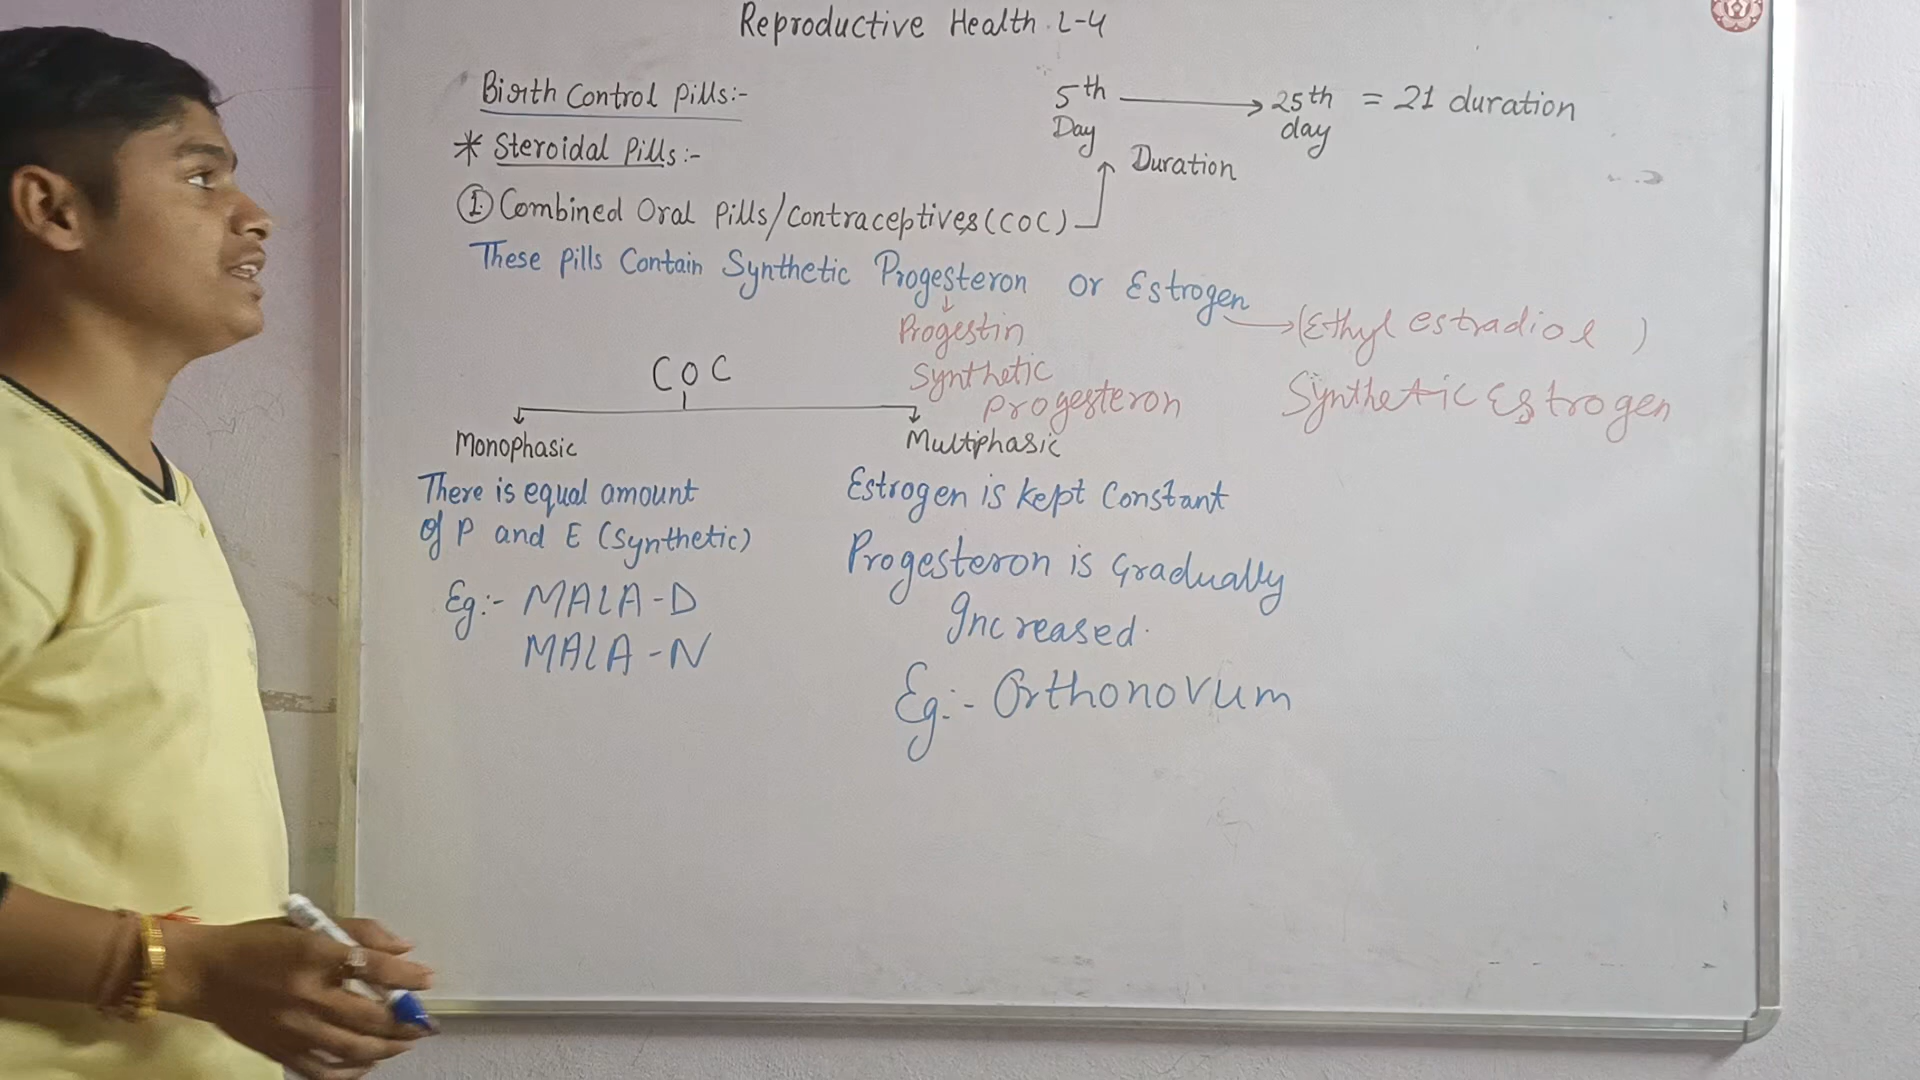 Reproductive Health L-4
Birth Control Pills:-
5th Day → 25th day = 21 duration
* Steroidal Pills:-
Duration
① Combined Oral Pills/Contraceptives (COC)
These Pills Contain Synthetic Progesteron or Estrogen
Progestin
Synthetic
Progesteron
→ (Ethyl estradiol )
Synthetic Estrogen
COC
Monophasic
There is equal amount
of P and E (Synthetic)
Eg:- MALA-D
MALA-N
Multiphasic
Estrogen is kept Constant
Progesteron is Gradually
Increased.
Eg:- Orthonovum